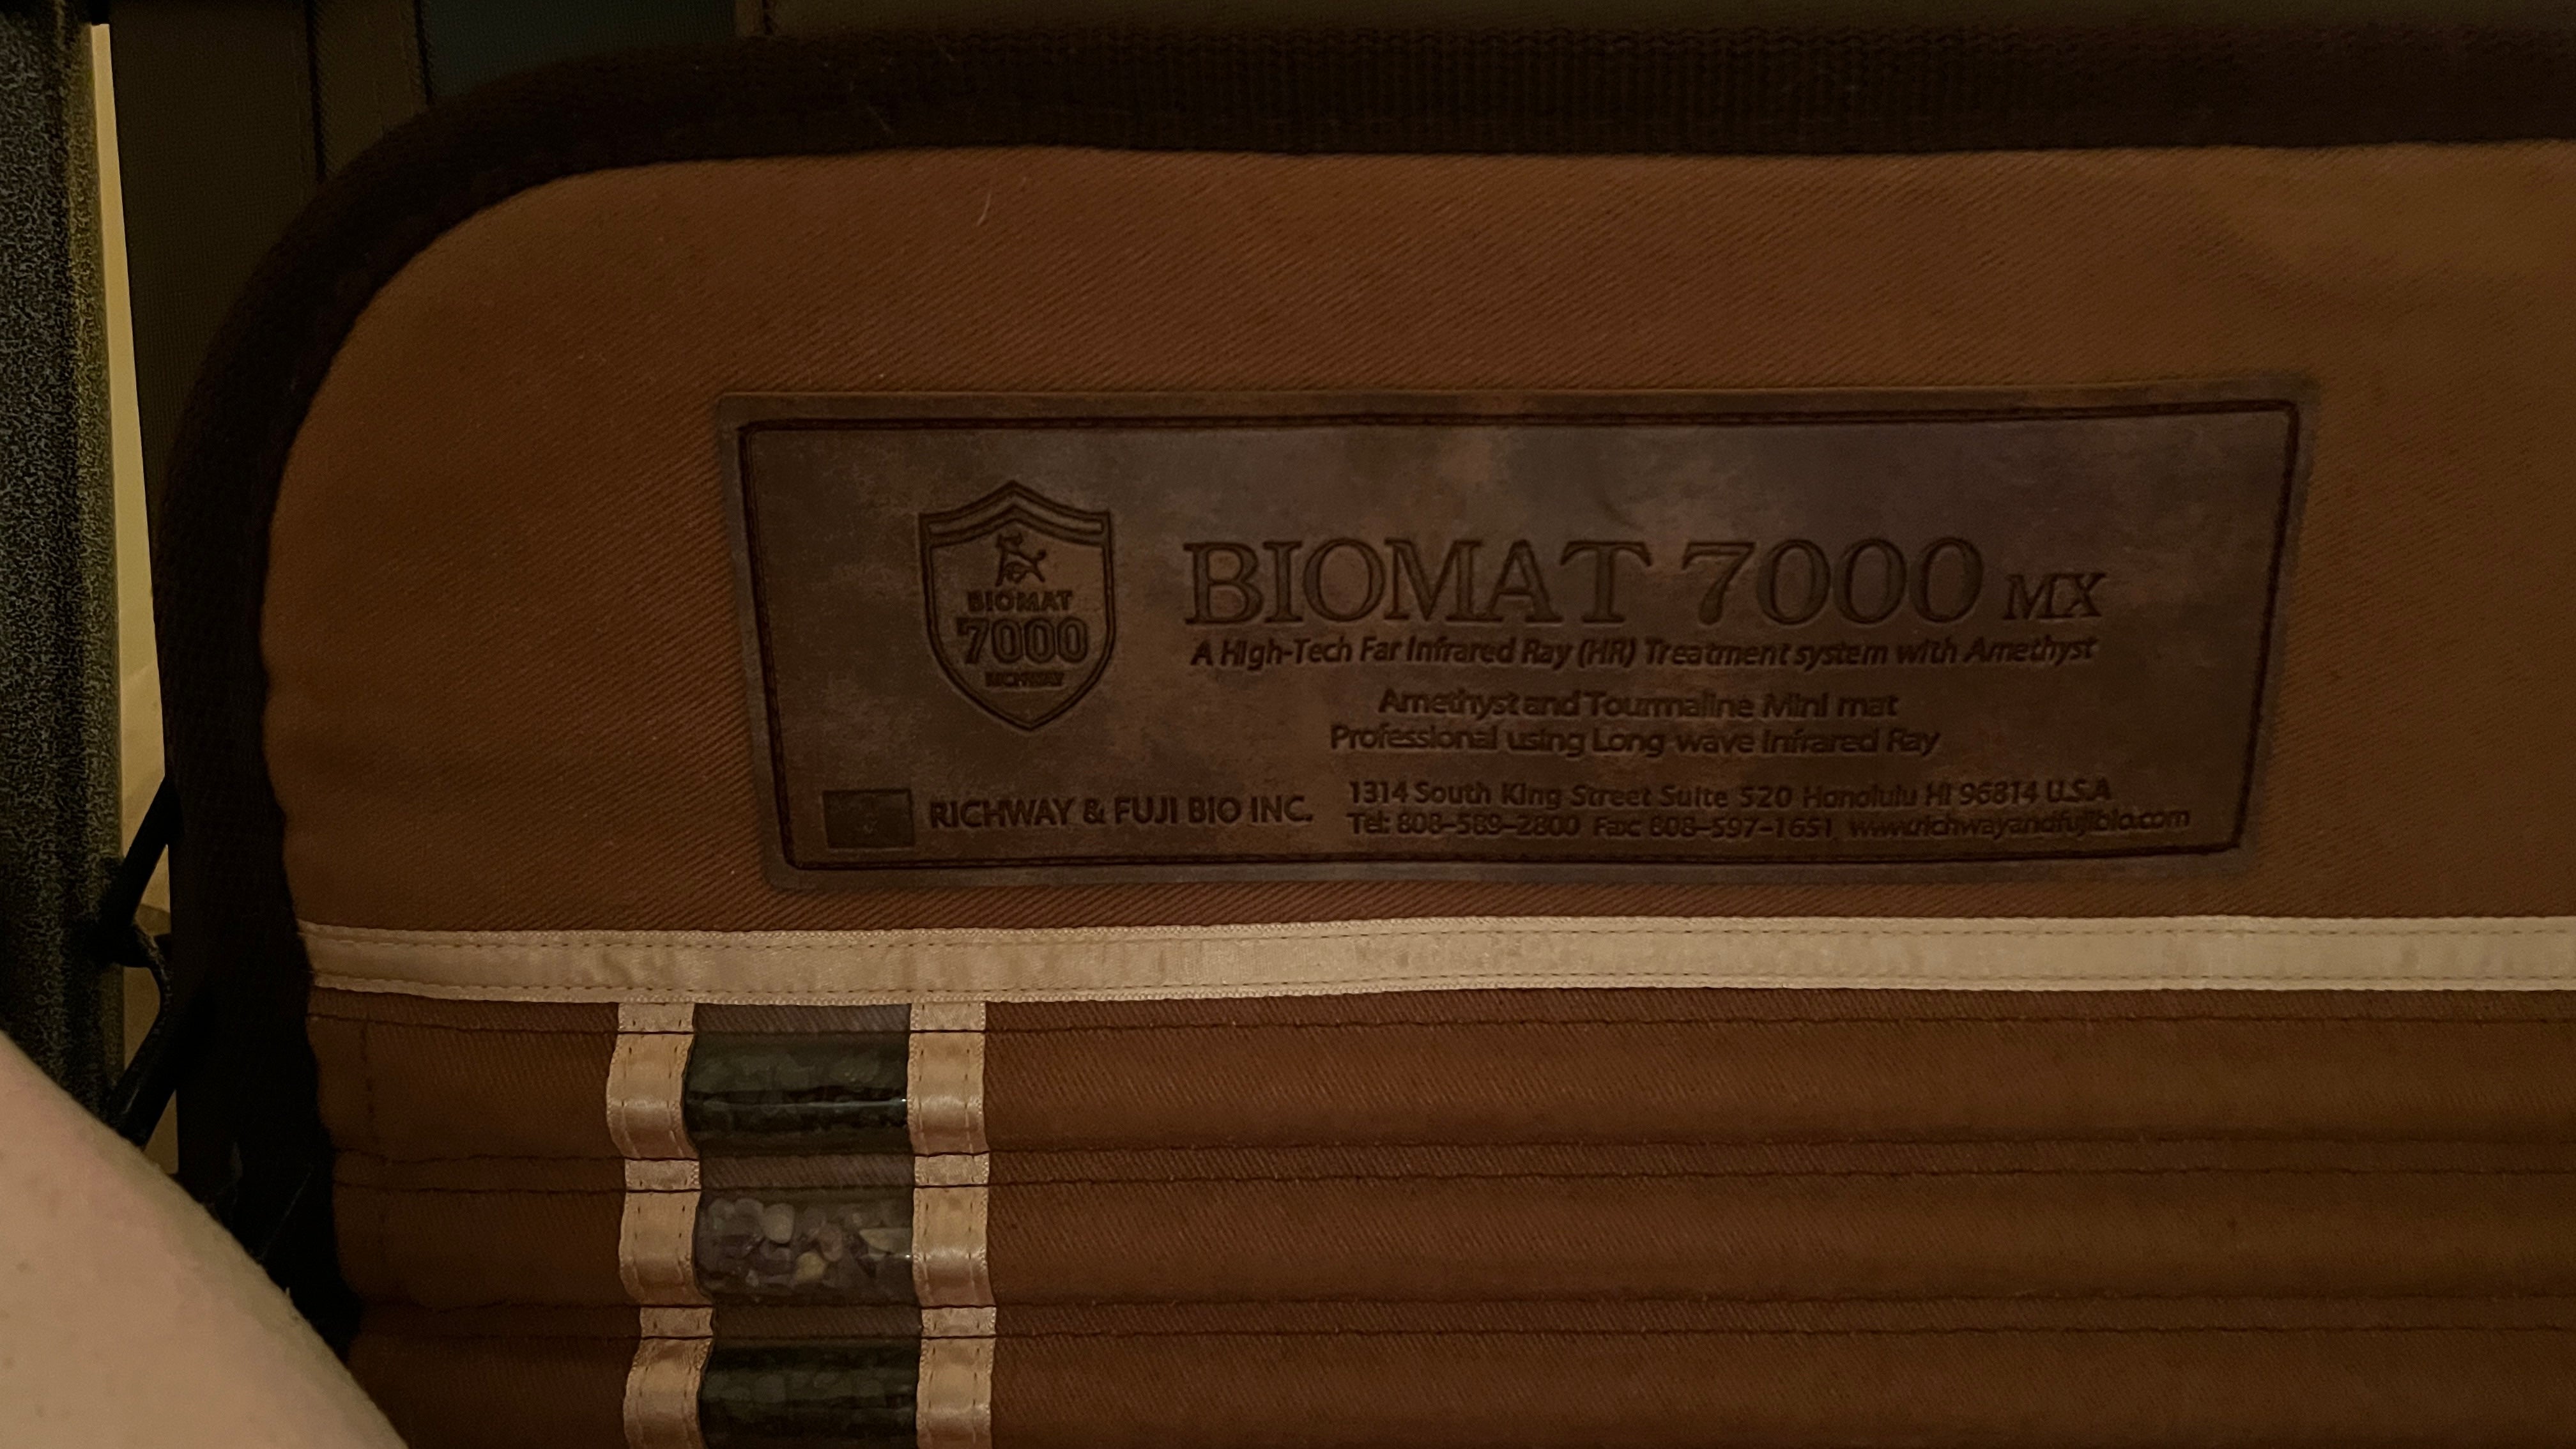 BIOMAT
7000
RICHWAY
BIOMAT 7000 MX
A High-Tech Far Infrared Ray (HR) Treatment system with Amethyst
Amethyst and Tourmaline Mini mat
Professional using Long wave Infrared Ray
RICHWAY & FUJI BIO INC.
1314 South King Street Suite 520 Honolulu HI 96814 U.S.A
Tel: 808-589-2800 Fax: 808-597-1651 www.richwayandfujibio.com